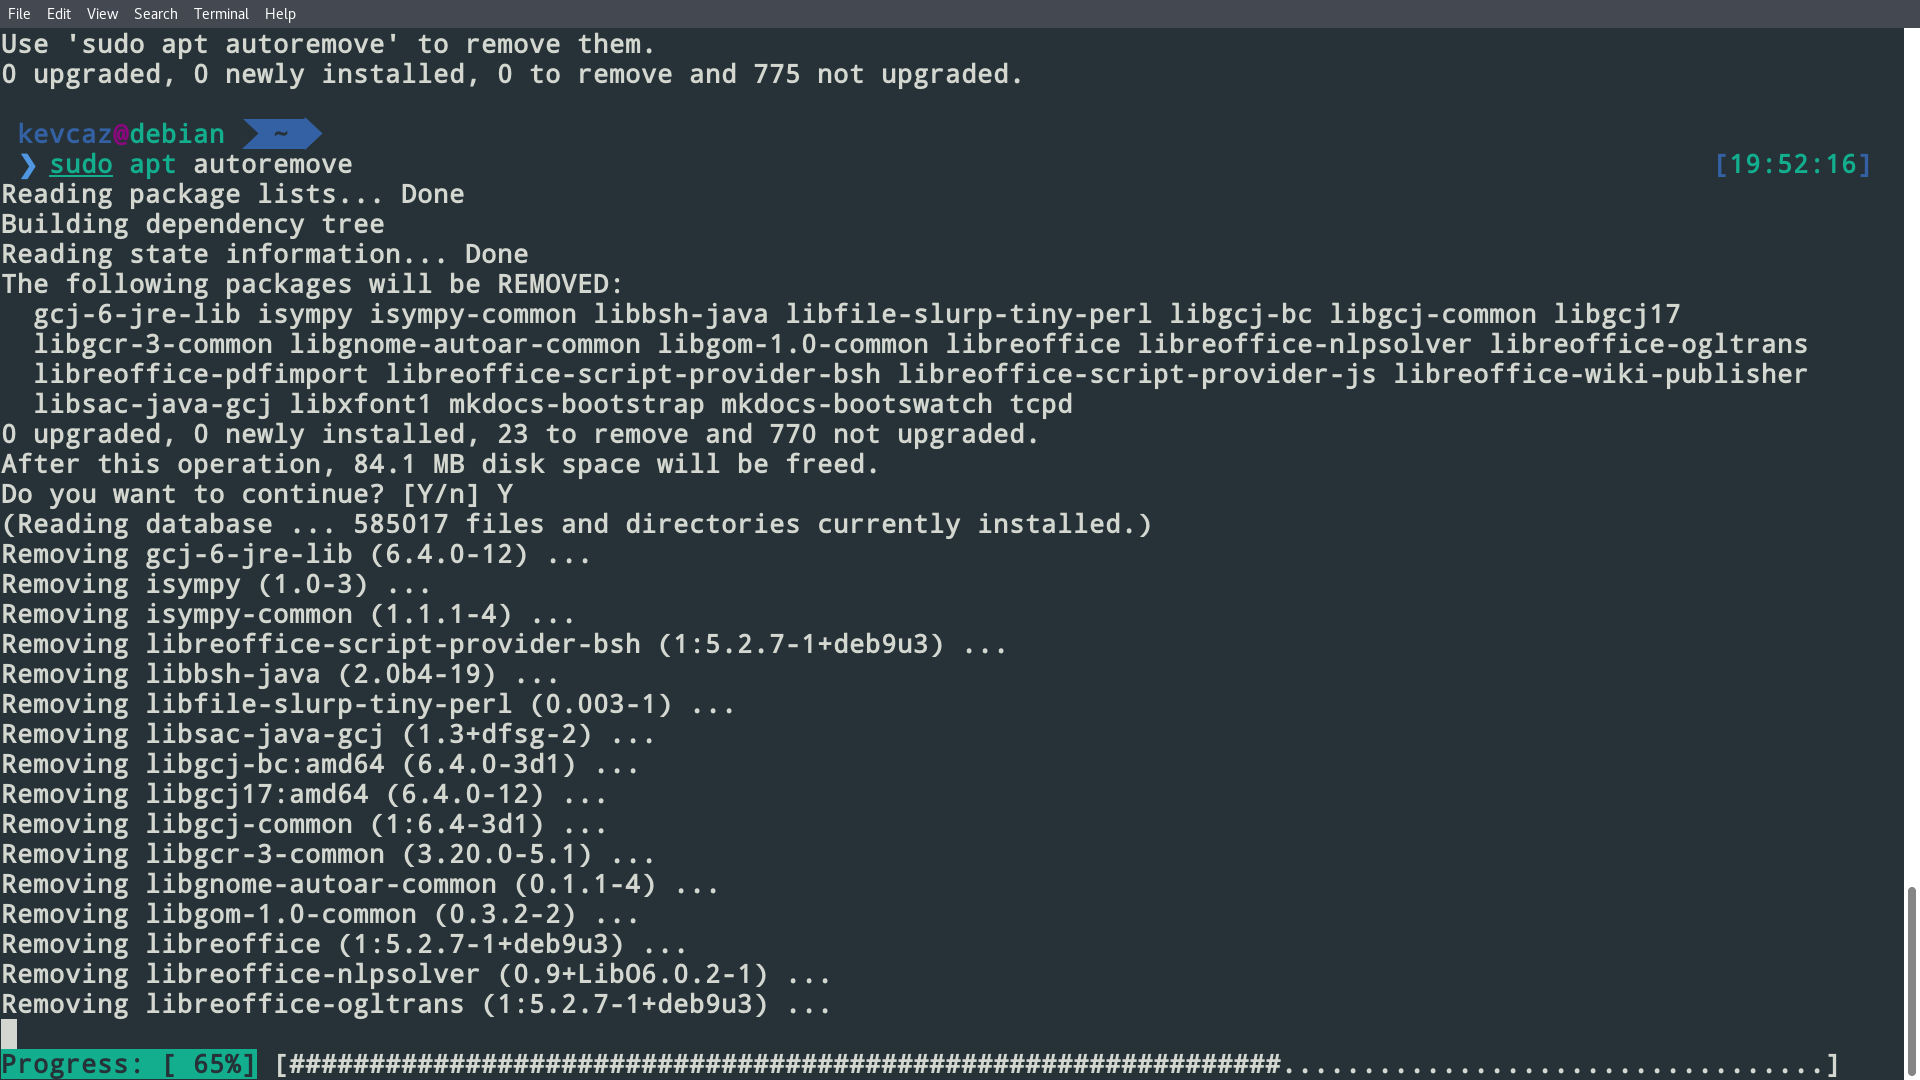 File Edit View Search Terminal Help
Use 'sudo apt autoremove' to remove them.
0 upgraded, 0 newly installed, 0 to remove and 775 not upgraded.
kevcaz@debian ~
❯ sudo apt autoremove [19:52:16]
Reading package lists... Done
Building dependency tree
Reading state information... Done
The following packages will be REMOVED:
gcj-6-jre-lib isympy isympy-common libbsh-java libfile-slurp-tiny-perl libgcj-bc libgcj-common libgcj17
libgcr-3-common libgnome-autoar-common libgom-1.0-common libreoffice libreoffice-nlpsolver libreoffice-ogltrans
libreoffice-pdfimport libreoffice-script-provider-bsh libreoffice-script-provider-js libreoffice-wiki-publisher
libsac-java-gcj libxfont1 mkdocs-bootstrap mkdocs-bootswatch tcpd
0 upgraded, 0 newly installed, 23 to remove and 770 not upgraded.
After this operation, 84.1 MB disk space will be freed.
Do you want to continue? [Y/n] Y
(Reading database ... 585017 files and directories currently installed.)
Removing gcj-6-jre-lib (6.4.0-12) ...
Removing isympy (1.0-3) ...
Removing isympy-common (1.1.1-4) ...
Removing libreoffice-script-provider-bsh (1:5.2.7-1+deb9u3) ...
Removing libbsh-java (2.0b4-19) ...
Removing libfile-slurp-tiny-perl (0.003-1) ...
Removing libsac-java-gcj (1.3+dfsg-2) ...
Removing libgcj-bc:amd64 (6.4.0-3d1) ...
Removing libgcj17:amd64 (6.4.0-12) ...
Removing libgcj-common (1:6.4-3d1) ...
Removing libgcr-3-common (3.20.0-5.1) ...
Removing libgnome-autoar-common (0.1.1-4) ...
Removing libgom-1.0-common (0.3.2-2) ...
Removing libreoffice (1:5.2.7-1+deb9u3) ...
Removing libreoffice-nlpsolver (0.9+LibO6.0.2-1) ...
Removing libreoffice-ogltrans (1:5.2.7-1+deb9u3) ...
Progress: [ 65%] [##############################################################..................................]